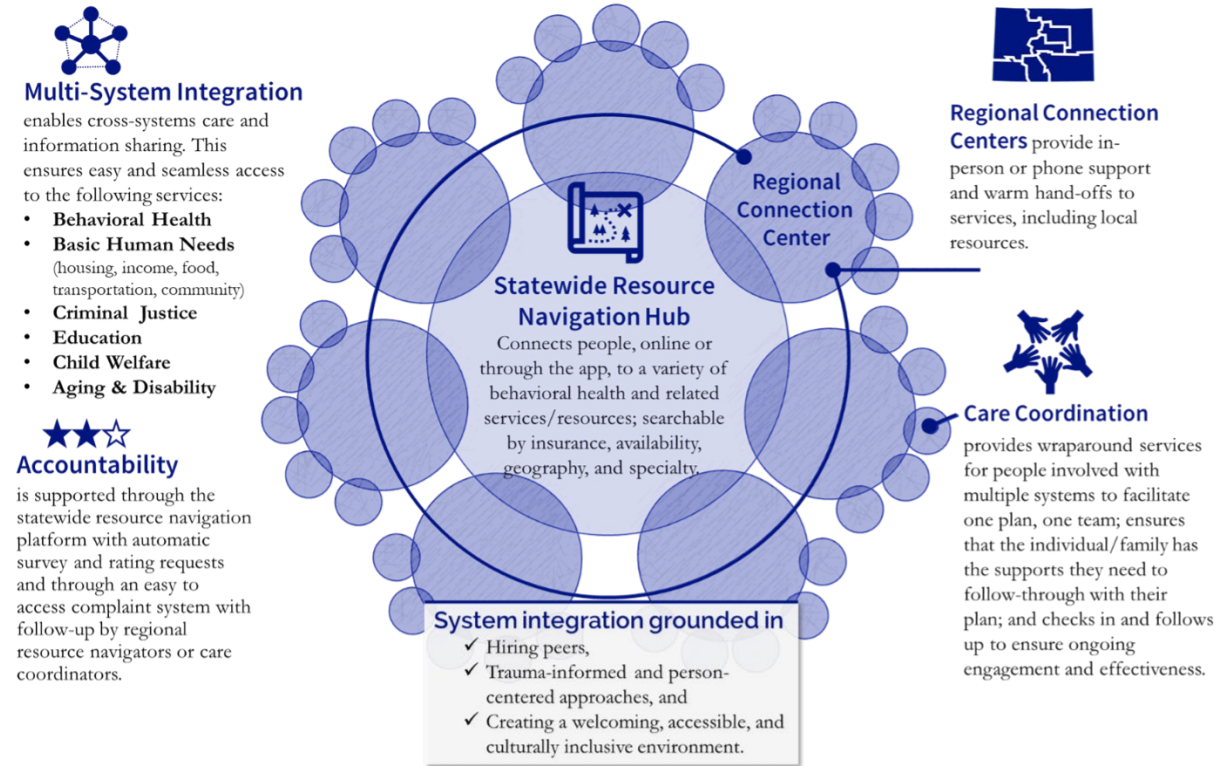 Multi-System Integration
enables cross-systems care and
information sharing. This
ensures easy and seamless access
to the following services:
• Behavioral Health
• Basic Human Needs
(housing, income, food,
transportation, community)
• Criminal Justice
• Education
• Child Welfare
• Aging & Disability
Accountability
is supported through the
statewide resource navigation
platform with automatic
survey and rating requests
and through an easy to
access complaint system with
follow-up by regional
resource navigators or care
coordinators.
Statewide Resource
Navigation Hub
Connects people, online or
through the app, to a variety of
behavioral health and related
services/resources; searchable
by insurance, availability,
geography, and specialty.
Regional
Connection
Center
System integration grounded in
✓ Hiring peers,
✓ Trauma-informed and person-
centered approaches, and
✓ Creating a welcoming, accessible, and
culturally inclusive environment.
Regional Connection
Centers provide in-
person or phone support
and warm hand-offs to
services, including local
resources.
Care Coordination
provides wraparound services
for people involved with
multiple systems to facilitate
one plan, one team; ensures
that the individual/family has
the supports they need to
follow-through with their
plan; and checks in and follows
up to ensure ongoing
engagement and effectiveness.